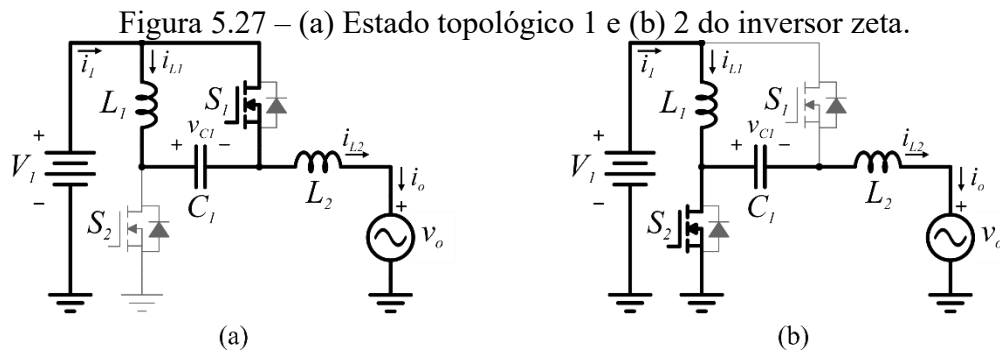 Figura 5.27 – (a) Estado topológico 1 e (b) 2 do inversor zeta.
i1 iL1 L1 S1 vC1 + − C1 iL2 L2 io + vo + V1 − S2
i1 iL1 L1 S1 vC1 + − C1 iL2 L2 io + vo + V1 − S2
(a) (b)